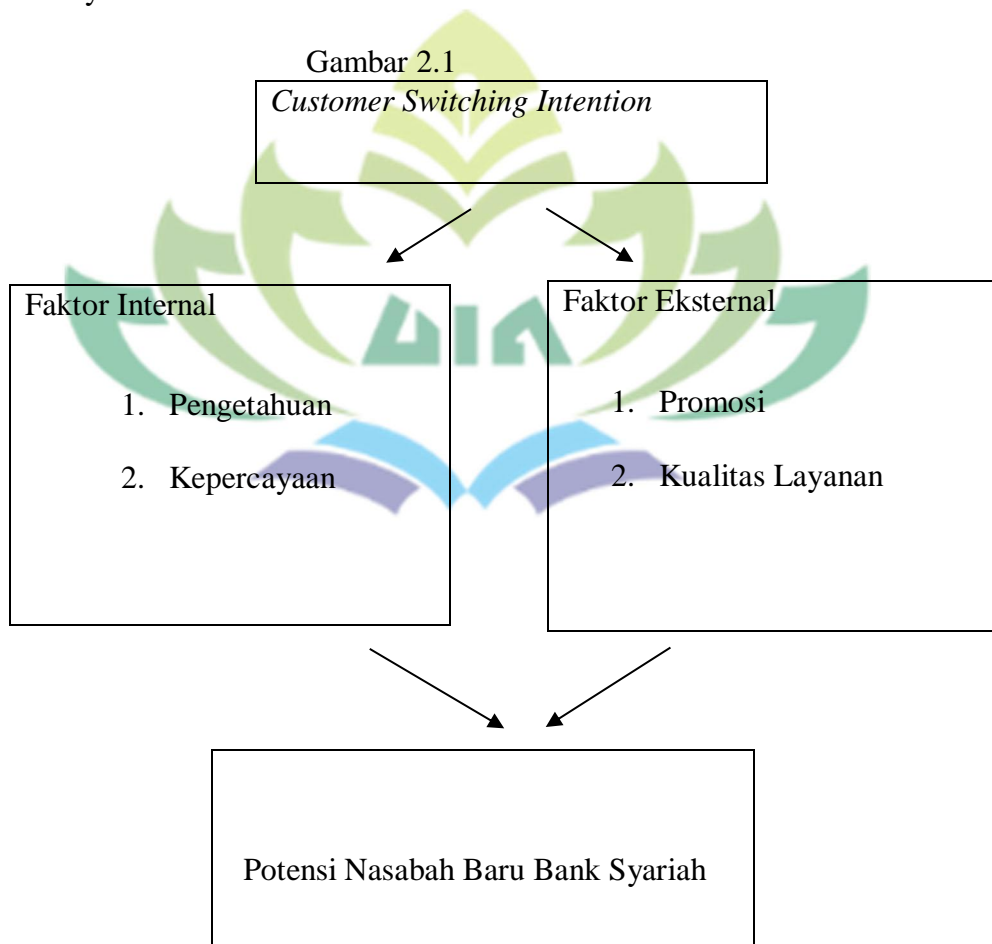 Gambar 2.1
Customer Switching Intention
Faktor Internal
1. Pengetahuan
2. Kepercayaan
Faktor Eksternal
1. Promosi
2. Kualitas Layanan
UIN
Potensi Nasabah Baru Bank Syariah